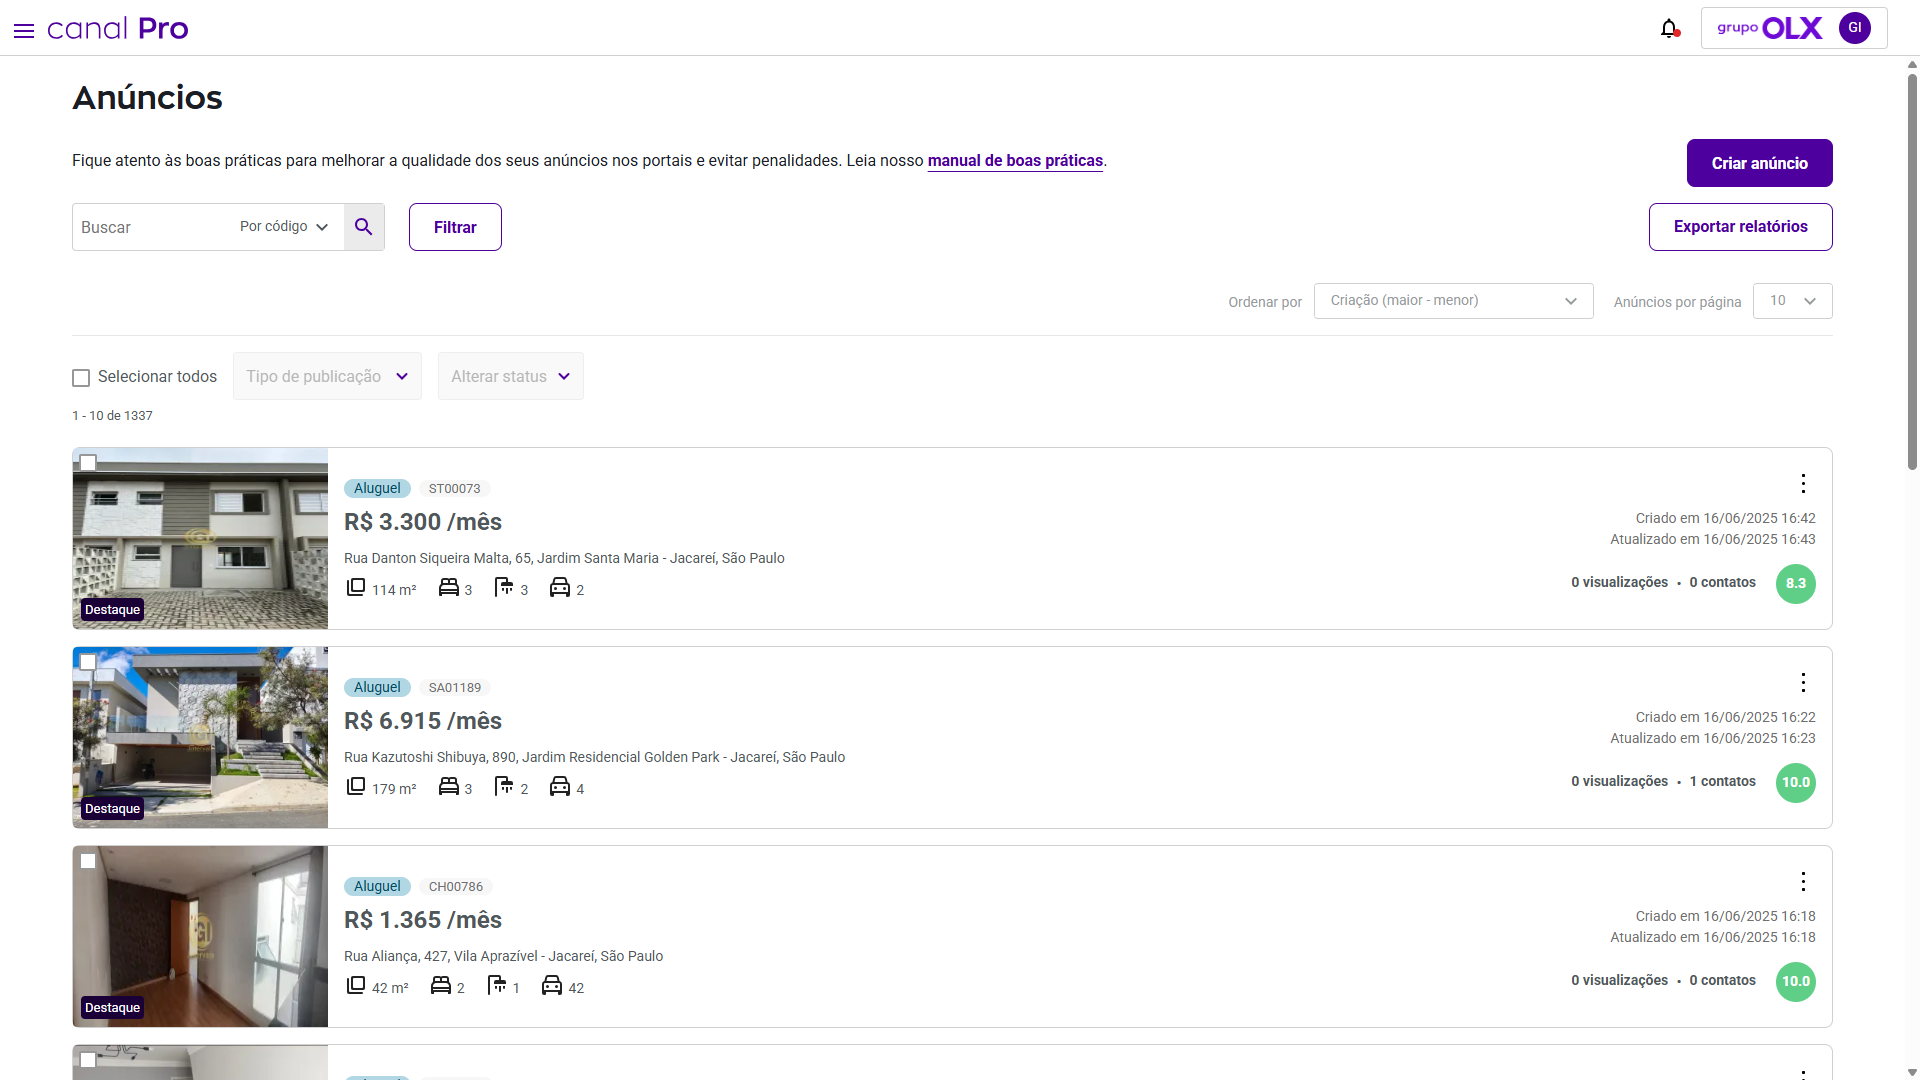 canal Pro
grupo OLX
GI
Anúncios
Fique atento às boas práticas para melhorar a qualidade dos seus anúncios nos portais e evitar penalidades. Leia nosso manual de boas práticas.
Criar anúncio
Buscar
Por código
Filtrar
Exportar relatórios
Ordenar por
Criação (maior - menor)
Anúncios por página
10
Selecionar todos
Tipo de publicação
Alterar status
1 - 10 de 1337
Aluguel
ST00073
R$ 3.300 /mês
Rua Danton Siqueira Malta, 65, Jardim Santa Maria - Jacareí, São Paulo
114 m² 3 3 2
Destaque
Criado em 16/06/2025 16:42
Atualizado em 16/06/2025 16:43
0 visualizações • 0 contatos
8.3
Aluguel
SA01189
R$ 6.915 /mês
Rua Kazutoshi Shibuya, 890, Jardim Residencial Golden Park - Jacareí, São Paulo
179 m² 3 2 4
Destaque
Criado em 16/06/2025 16:22
Atualizado em 16/06/2025 16:23
0 visualizações • 1 contatos
10.0
Aluguel
CH00786
R$ 1.365 /mês
Rua Aliança, 427, Vila Aprazível - Jacareí, São Paulo
42 m² 2 1 42
Destaque
Criado em 16/06/2025 16:18
Atualizado em 16/06/2025 16:18
0 visualizações • 0 contatos
10.0